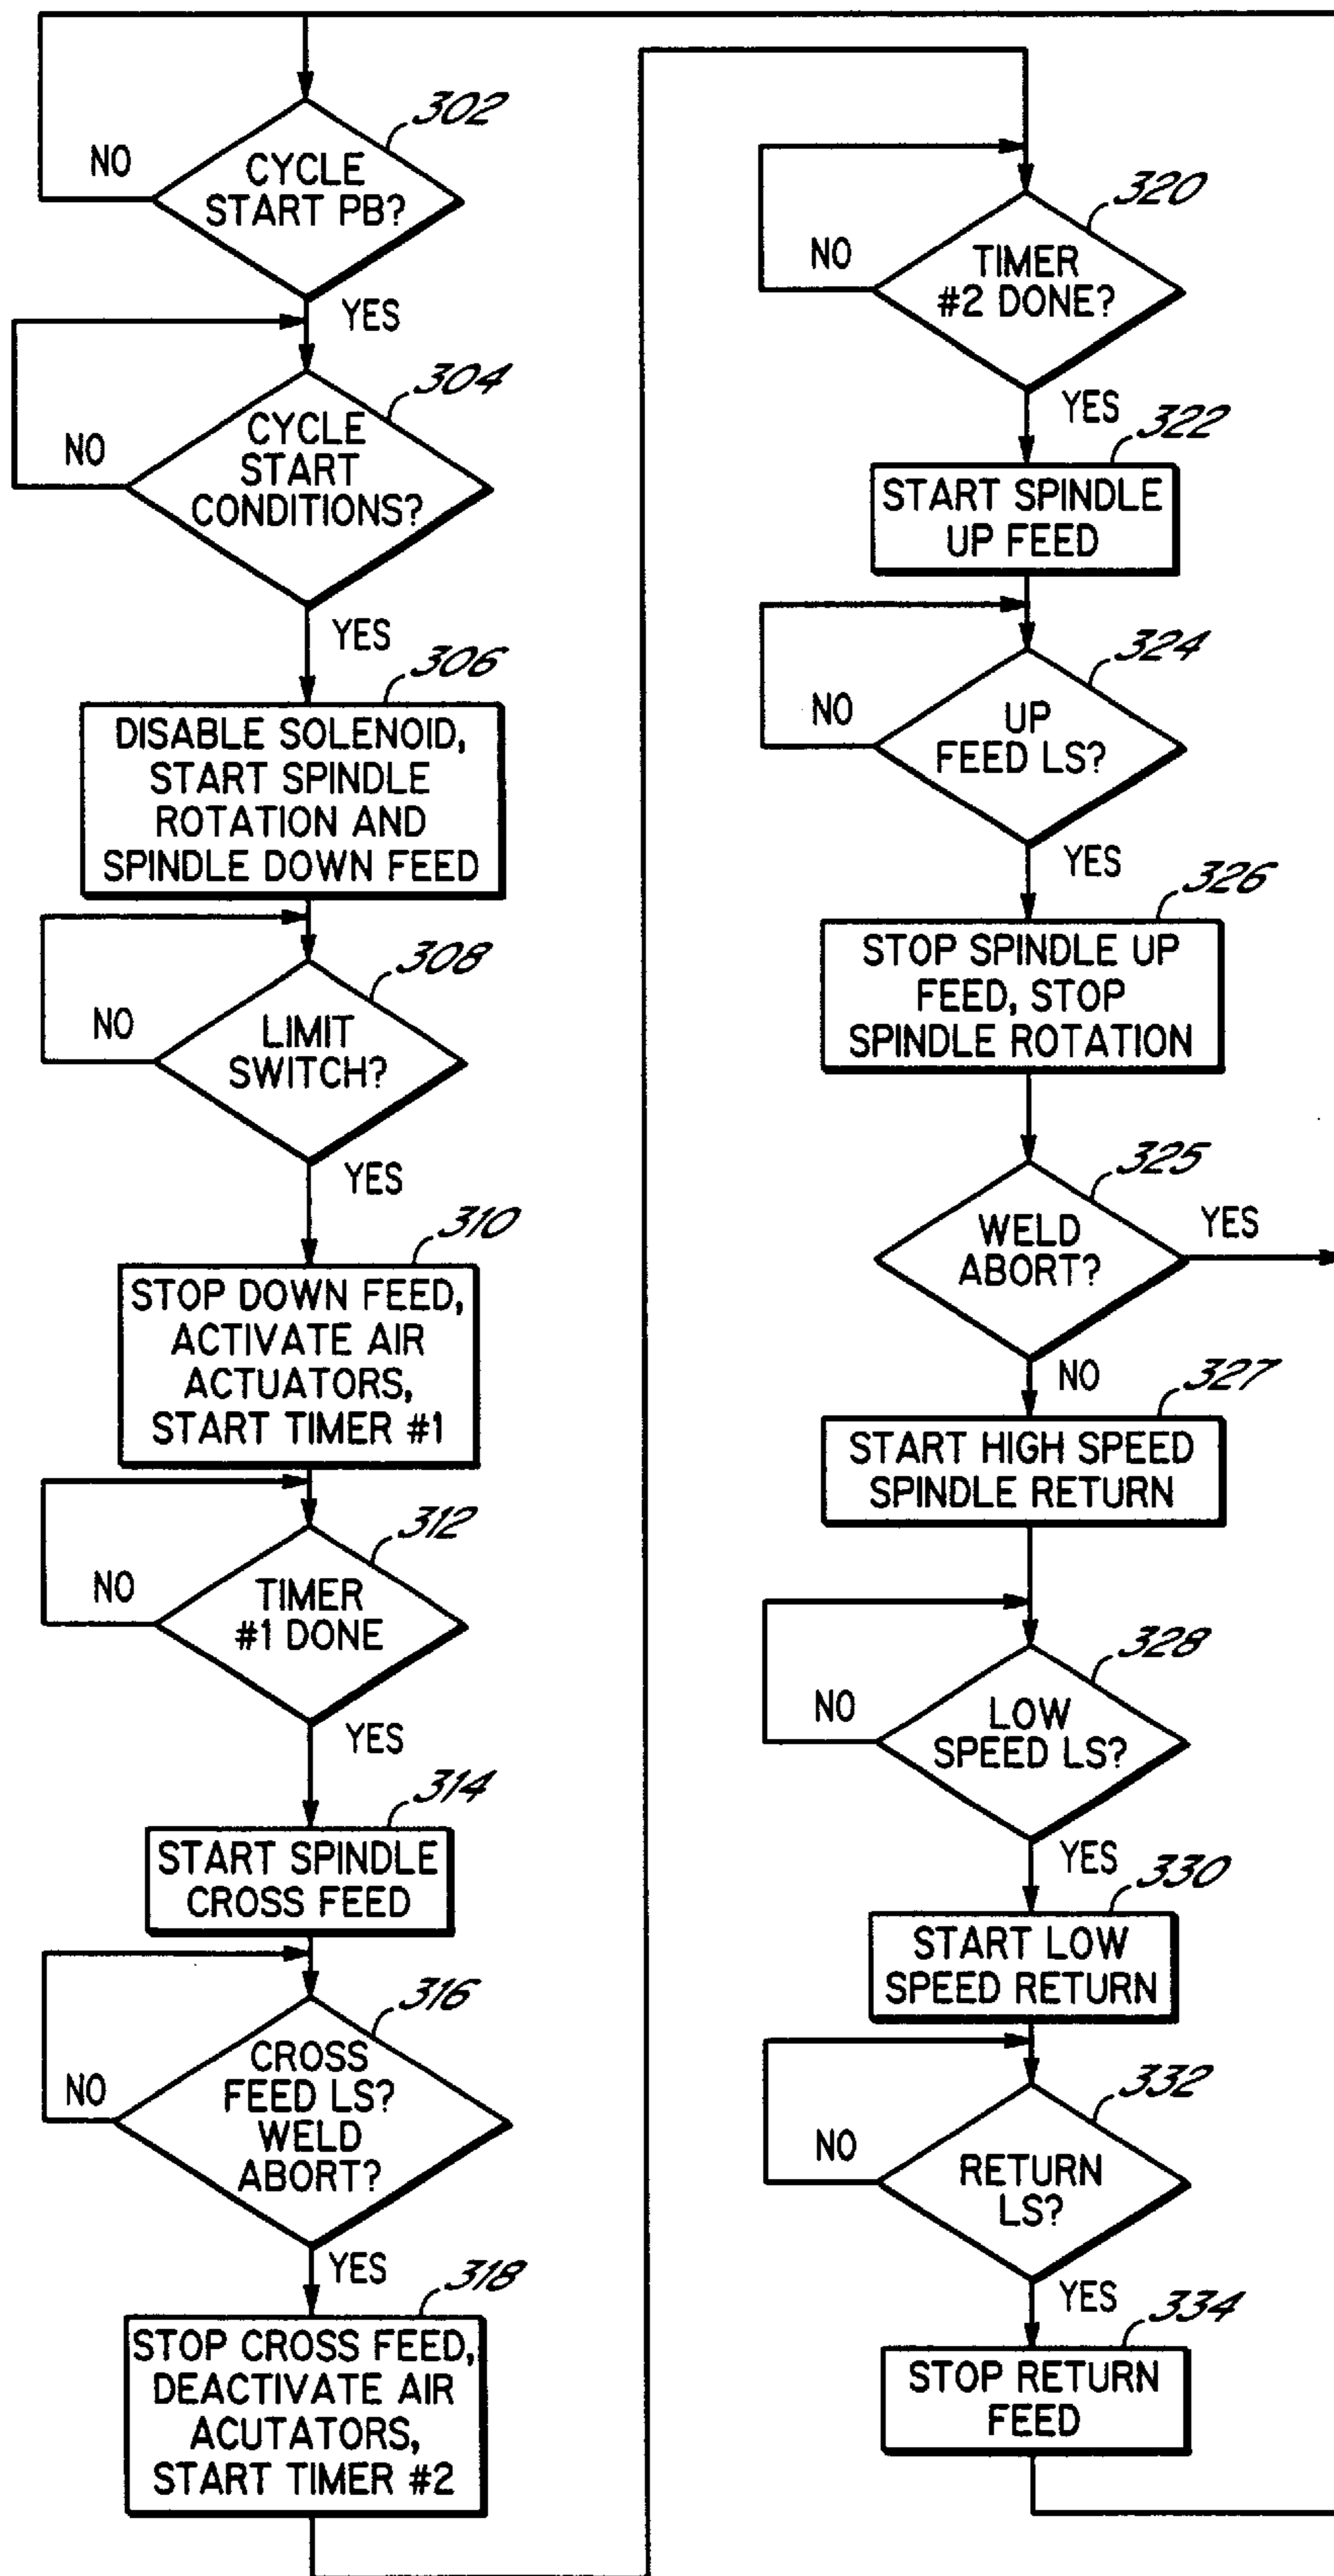 302
CYCLE
START PB?
NO
YES
304
CYCLE
START
CONDITIONS?
NO
YES
306
DISABLE SOLENOID,
START SPINDLE
ROTATION AND
SPINDLE DOWN FEED
308
LIMIT
SWITCH?
NO
YES
310
STOP DOWN FEED,
ACTIVATE AIR
ACTUATORS,
START TIMER #1
312
TIMER
#1 DONE
NO
YES
314
START SPINDLE
CROSS FEED
316
CROSS
FEED LS?
WELD
ABORT?
NO
YES
318
STOP CROSS FEED,
DEACTIVATE AIR
ACUTATORS,
START TIMER #2
320
TIMER
#2 DONE?
NO
YES
322
START SPINDLE
UP FEED
324
UP
FEED LS?
NO
YES
326
STOP SPINDLE UP
FEED, STOP
SPINDLE ROTATION
325
WELD
ABORT?
YES
NO
327
START HIGH SPEED
SPINDLE RETURN
328
LOW
SPEED LS?
NO
YES
330
START LOW
SPEED RETURN
332
RETURN
LS?
NO
YES
334
STOP RETURN
FEED